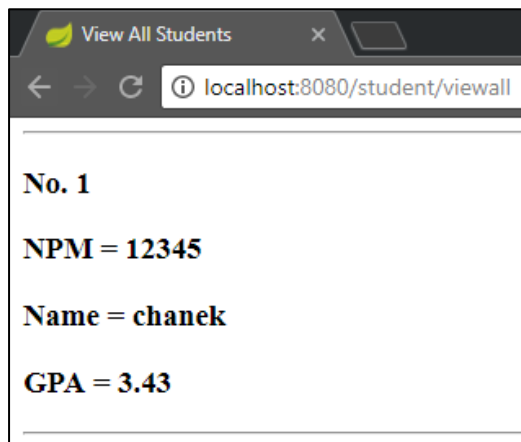 View All Students
localhost:8080/student/viewall
No. 1
NPM = 12345
Name = chanek
GPA = 3.43